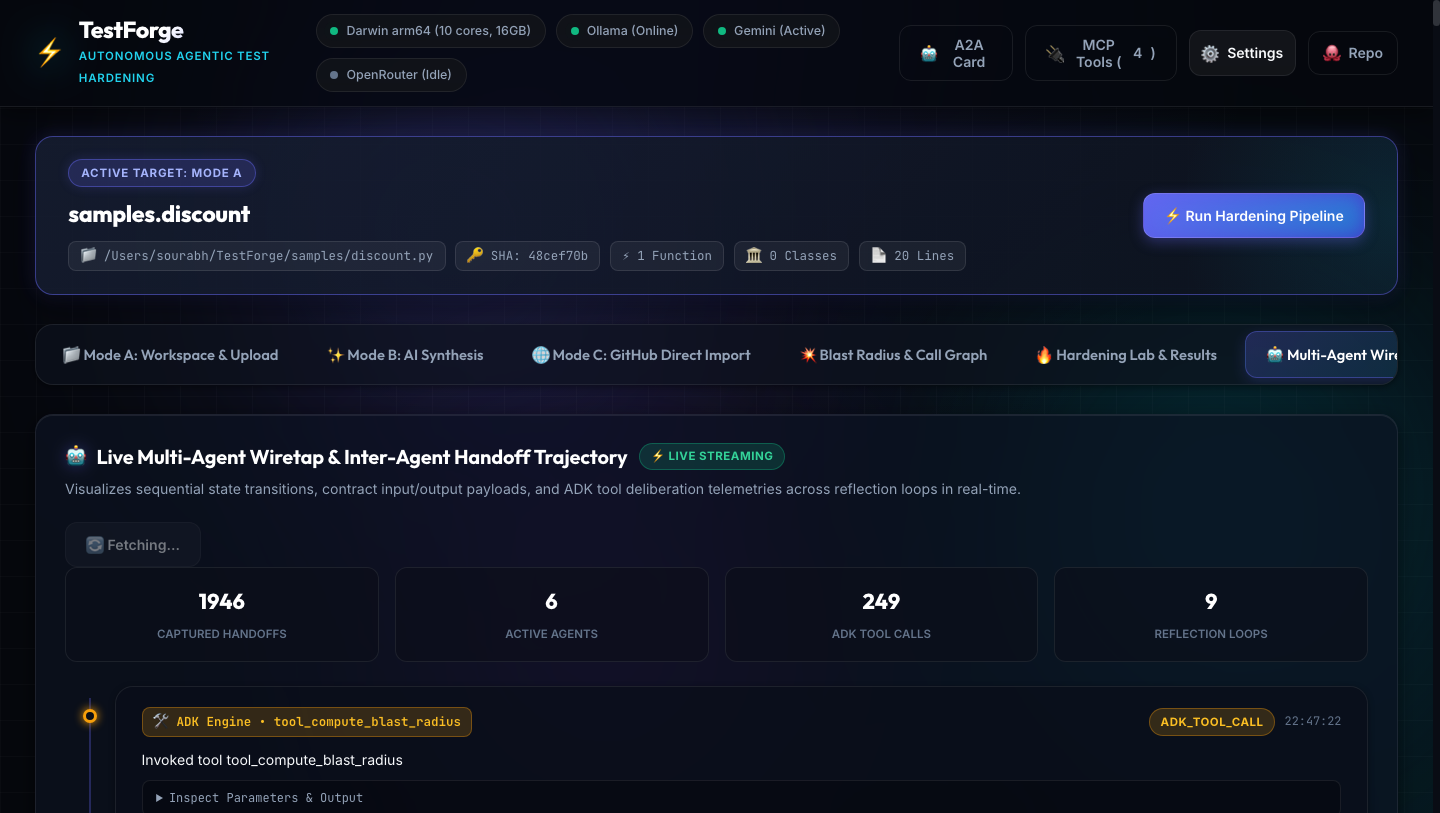 TestForge
AUTONOMOUS AGENTIC TEST
HARDENING
Darwin arm64 (10 cores, 16GB)
Ollama (Online)
Gemini (Active)
OpenRouter (Idle)
A2A
Card
MCP
Tools (
4 )
Settings
Repo
ACTIVE TARGET: MODE A
samples.discount
/Users/sourabh/TestForge/samples/discount.py
SHA: 48cef70b
⚡ 1 Function
0 Classes
20 Lines
⚡ Run Hardening Pipeline
Mode A: Workspace & Upload
Mode B: AI Synthesis
Mode C: GitHub Direct Import
Blast Radius & Call Graph
Hardening Lab & Results
Multi-Agent Wire
Live Multi-Agent Wiretap & Inter-Agent Handoff Trajectory
⚡ LIVE STREAMING
Visualizes sequential state transitions, contract input/output payloads, and ADK tool deliberation telemetries across reflection loops in real-time.
Fetching...
1946
CAPTURED HANDOFFS
6
ACTIVE AGENTS
249
ADK TOOL CALLS
9
REFLECTION LOOPS
ADK Engine • tool_compute_blast_radius
ADK_TOOL_CALL
22:47:22
Invoked tool tool_compute_blast_radius
▶ Inspect Parameters & Output